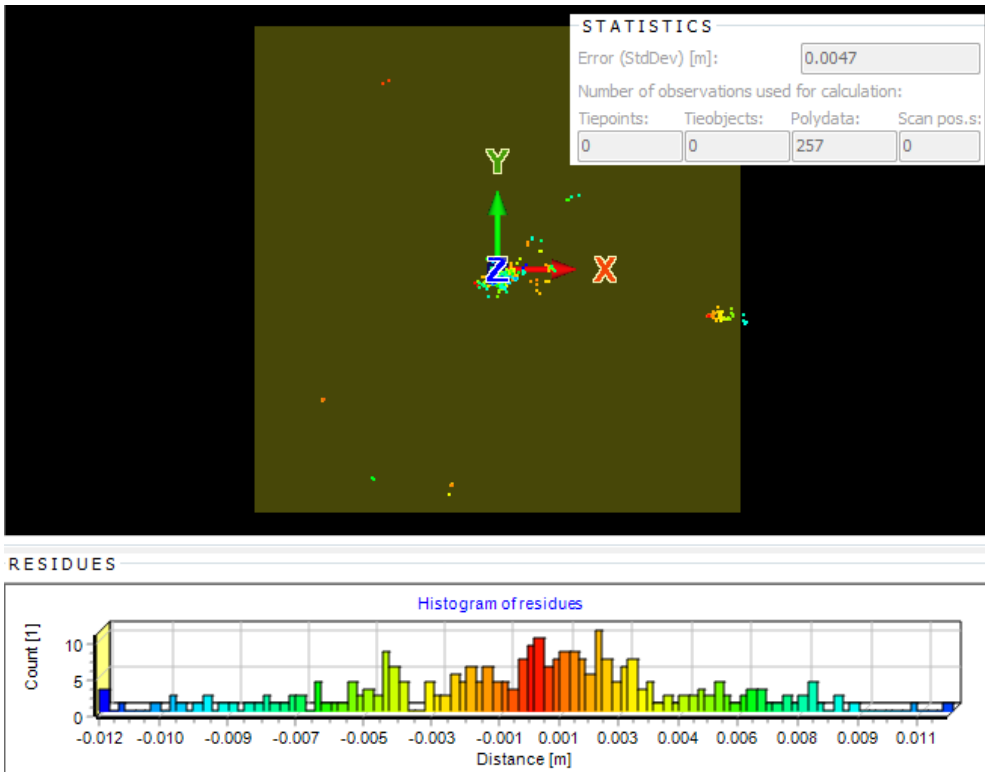 STATISTICS
Error (StdDev) [m]: 0.0047
Number of observations used for calculation:
Tiepoints: Tieobjects: Polydata: Scan pos.s:
0 0 257 0
Y
Z X
RESIDUES
Histogram of residues
Count [1]
10
5
0
-0.012 -0.010 -0.009 -0.007 -0.005 -0.003 -0.001 0.001 0.003 0.004 0.006 0.008 0.009 0.011
Distance [m]